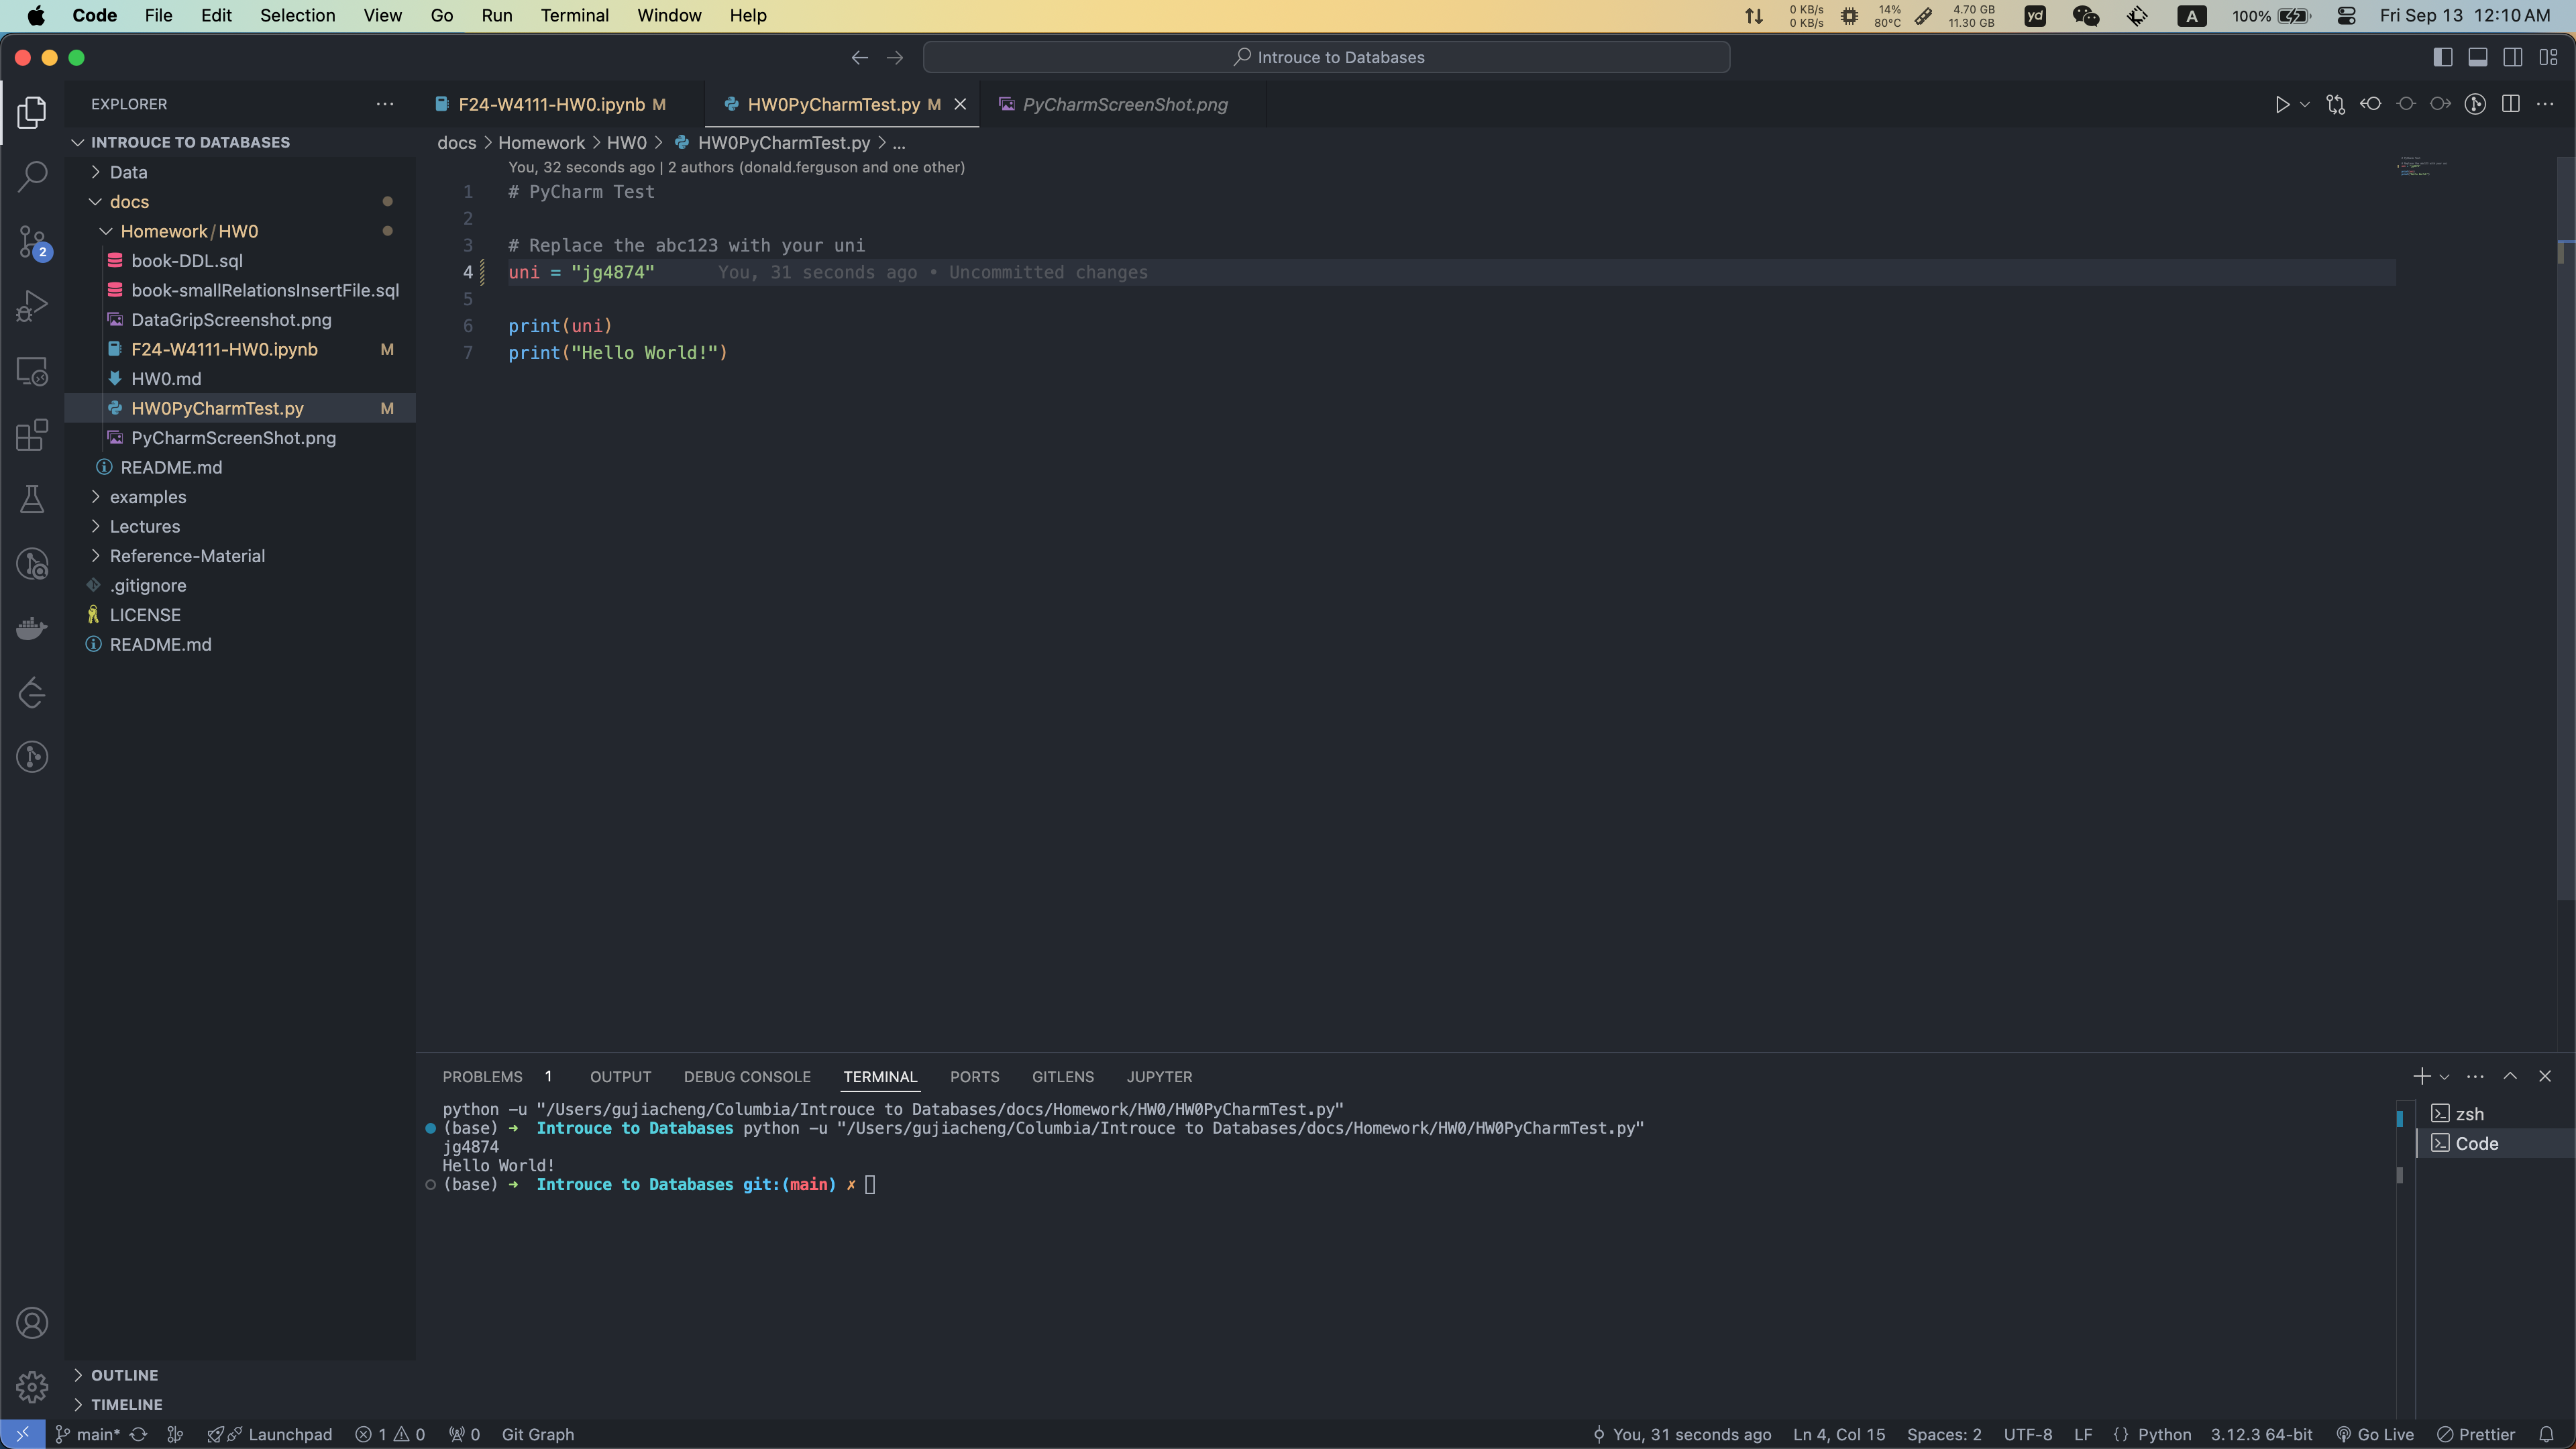 Code File Edit Selection View Go Run Terminal Window Help
0 KB/s
0 KB/s
14%
80°C
4.70 GB
11.30 GB
yd
A
100%
Fri Sep 13 12:10 AM
Introuce to Databases
EXPLORER
INTROUCE TO DATABASES
Data
docs
Homework/HW0
book-DDL.sql
book-smallRelationsInsertFile.sql
DataGripScreenshot.png
F24-W4111-HW0.ipynb M
HW0.md
HW0PyCharmTest.py M
PyCharmScreenShot.png
README.md
examples
Lectures
Reference-Material
.gitignore
LICENSE
README.md
OUTLINE
TIMELINE
2
F24-W4111-HW0.ipynb M HW0PyCharmTest.py M PyCharmScreenShot.png
docs > Homework > HW0 > HW0PyCharmTest.py > ...
You, 32 seconds ago | 2 authors (donald.ferguson and one other)
1 # PyCharm Test
2
3 # Replace the abc123 with your uni
4 uni = "jg4874" You, 31 seconds ago • Uncommitted changes
5
6 print(uni)
7 print("Hello World!")
PROBLEMS 1 OUTPUT DEBUG CONSOLE TERMINAL PORTS GITLENS JUPYTER
python -u "/Users/gujiacheng/Columbia/Introuce to Databases/docs/Homework/HW0/HW0PyCharmTest.py"
(base) ➜ Introuce to Databases python -u "/Users/gujiacheng/Columbia/Introuce to Databases/docs/Homework/HW0/HW0PyCharmTest.py"
jg4874
Hello World!
(base) ➜ Introuce to Databases git:(main) ✗
zsh
Code
main* Launchpad 1 0 0 Git Graph You, 31 seconds ago Ln 4, Col 15 Spaces: 2 UTF-8 LF {} Python 3.12.3 64-bit Go Live Prettier